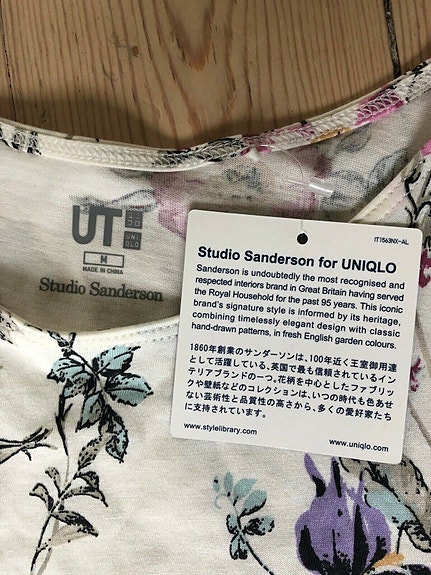 UT
ユニ
クロ
UNI
QLO
M
MADE IN CHINA
Studio Sanderson
IT1563NX-AL
Studio Sanderson for UNIQLO
Sanderson is undoubtedly the most recognised and
respected interiors brand in Great Britain having served
the Royal Household for the past 95 years. This iconic
brand's signature style is informed by its heritage,
combining timelessly elegant design with classic
hand-drawn patterns, in fresh English garden colours.
1860年創業のサンダーソンは、100年近く王室御用達
として活躍している、英国で最も信頼されているイン
テリアブランドの一つ。花柄を中心としたファブリッ
クや壁紙などのコレクションは、いつの時代も色あせ
ない芸術性と品質性の高さから、多くの愛好家たち
に支持されています。
www.stylelibrary.com
www.uniqlo.com